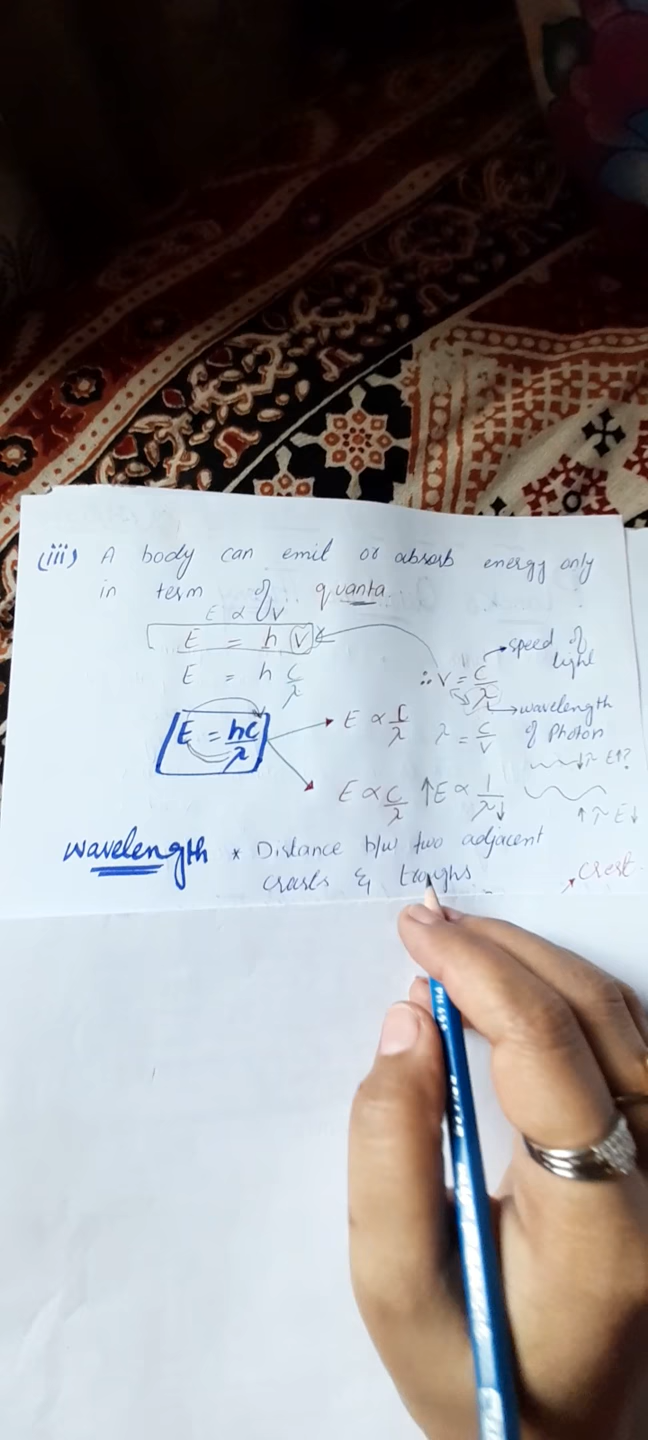 (iii) A body can emit or absorb energy only
in term of quanta.
E ∝ ν
E = h ν
E = h c/λ
∴ ν = c/λ
speed of light
wavelength of Photon
E = hc/λ
λ = c/ν
E ∝ c/λ
↑E ∝ 1/λ↓
↓λ E↑?
↑λ E↓
wavelength * Distance b/w two adjacent
crests & troughs
crest